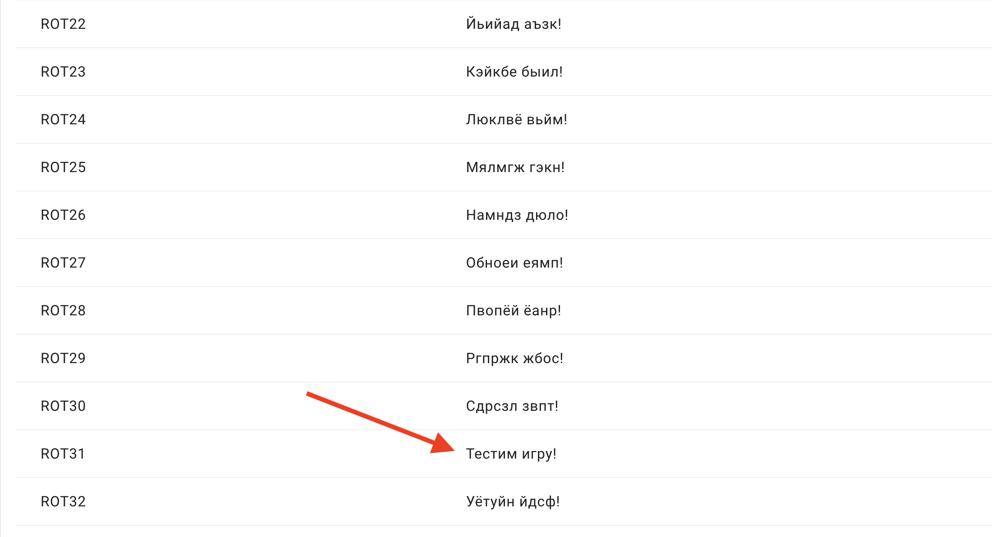 ROT22 Йьийад аъзк!
ROT23 Кэйкбе быил!
ROT24 Люклвё вьйм!
ROT25 Мялмгж гэкн!
ROT26 Намндз дюло!
ROT27 Обноеи еямп!
ROT28 Пвопёй ёанр!
ROT29 Ргпржк жбос!
ROT30 Сдрсзл звпт!
ROT31 Тестим игру!
ROT32 Уётуйн йдсф!